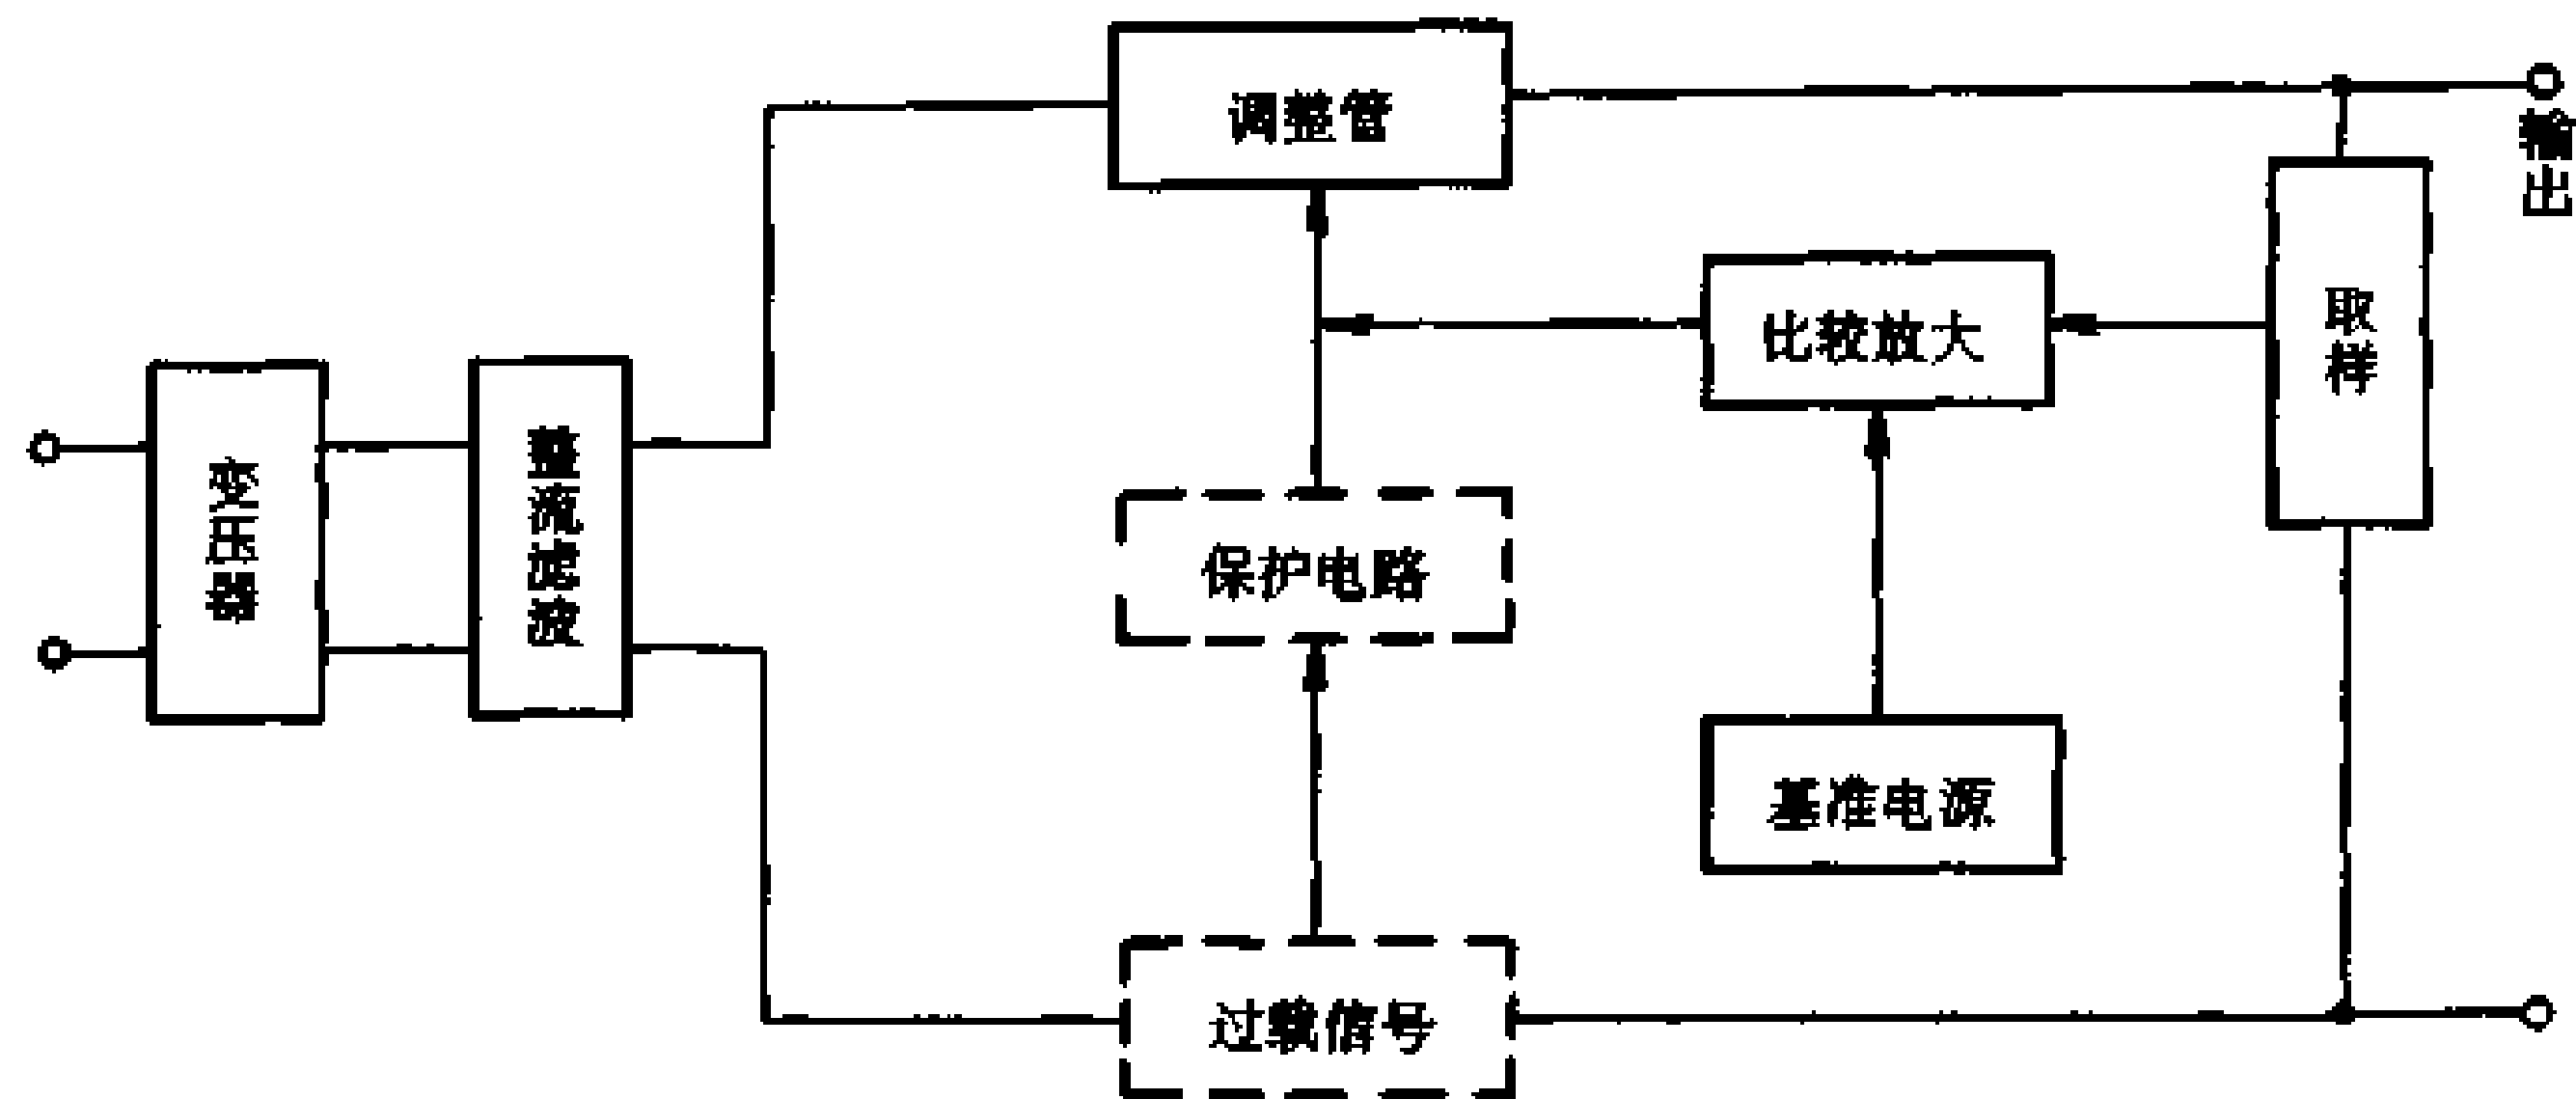 调整管
输出
比较放大
取样
变压器
整流滤波
保护电路
基准电源
过载信号